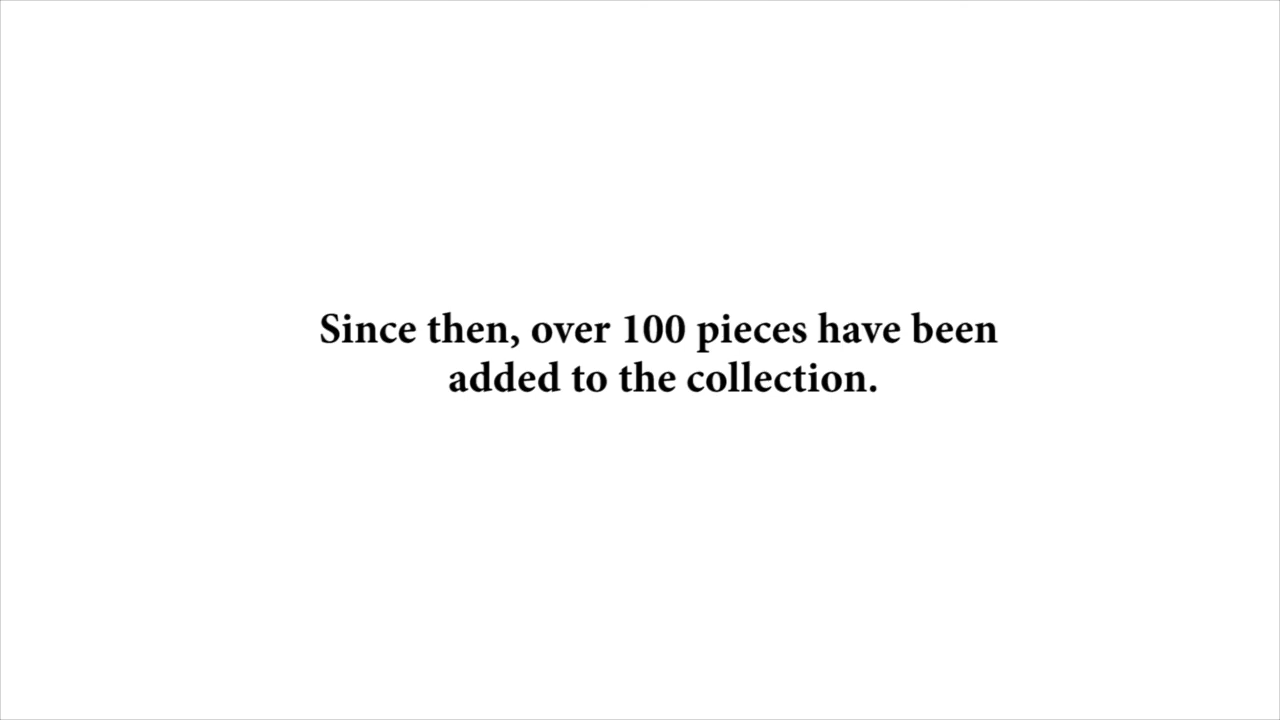 Since then, over 100 pieces have been
added to the collection.